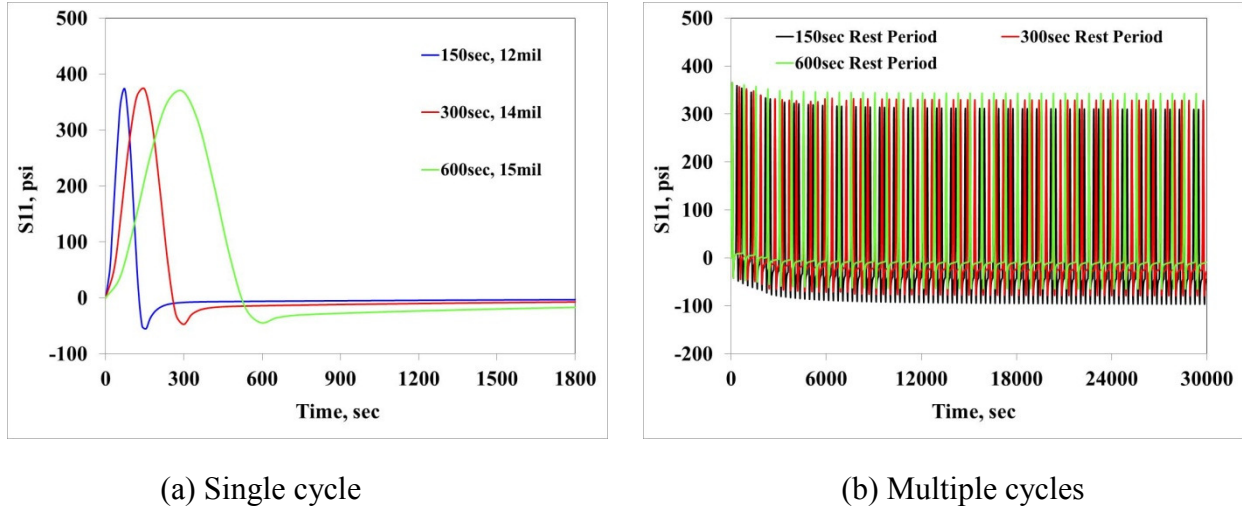 500
400
300
200
100
0
-100
S11, psi
150sec, 12mil
300sec, 14mil
600sec, 15mil
0 300 600 900 1200 1500 1800
Time, sec
(a) Single cycle
500
400
300
200
100
0
-100
-200
S11, psi
150sec Rest Period 300sec Rest Period
600sec Rest Period
0 6000 12000 18000 24000 30000
Time, sec
(b) Multiple cycles